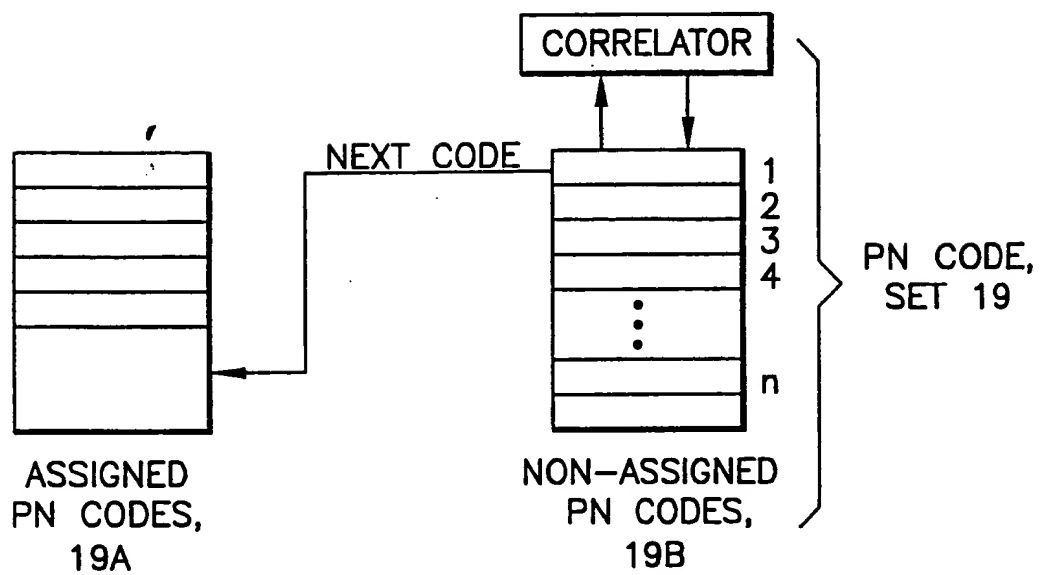 CORRELATOR
NEXT CODE
1
2
3
4
n
PN CODE,
SET 19
ASSIGNED
PN CODES,
19A
NON-ASSIGNED
PN CODES,
19B